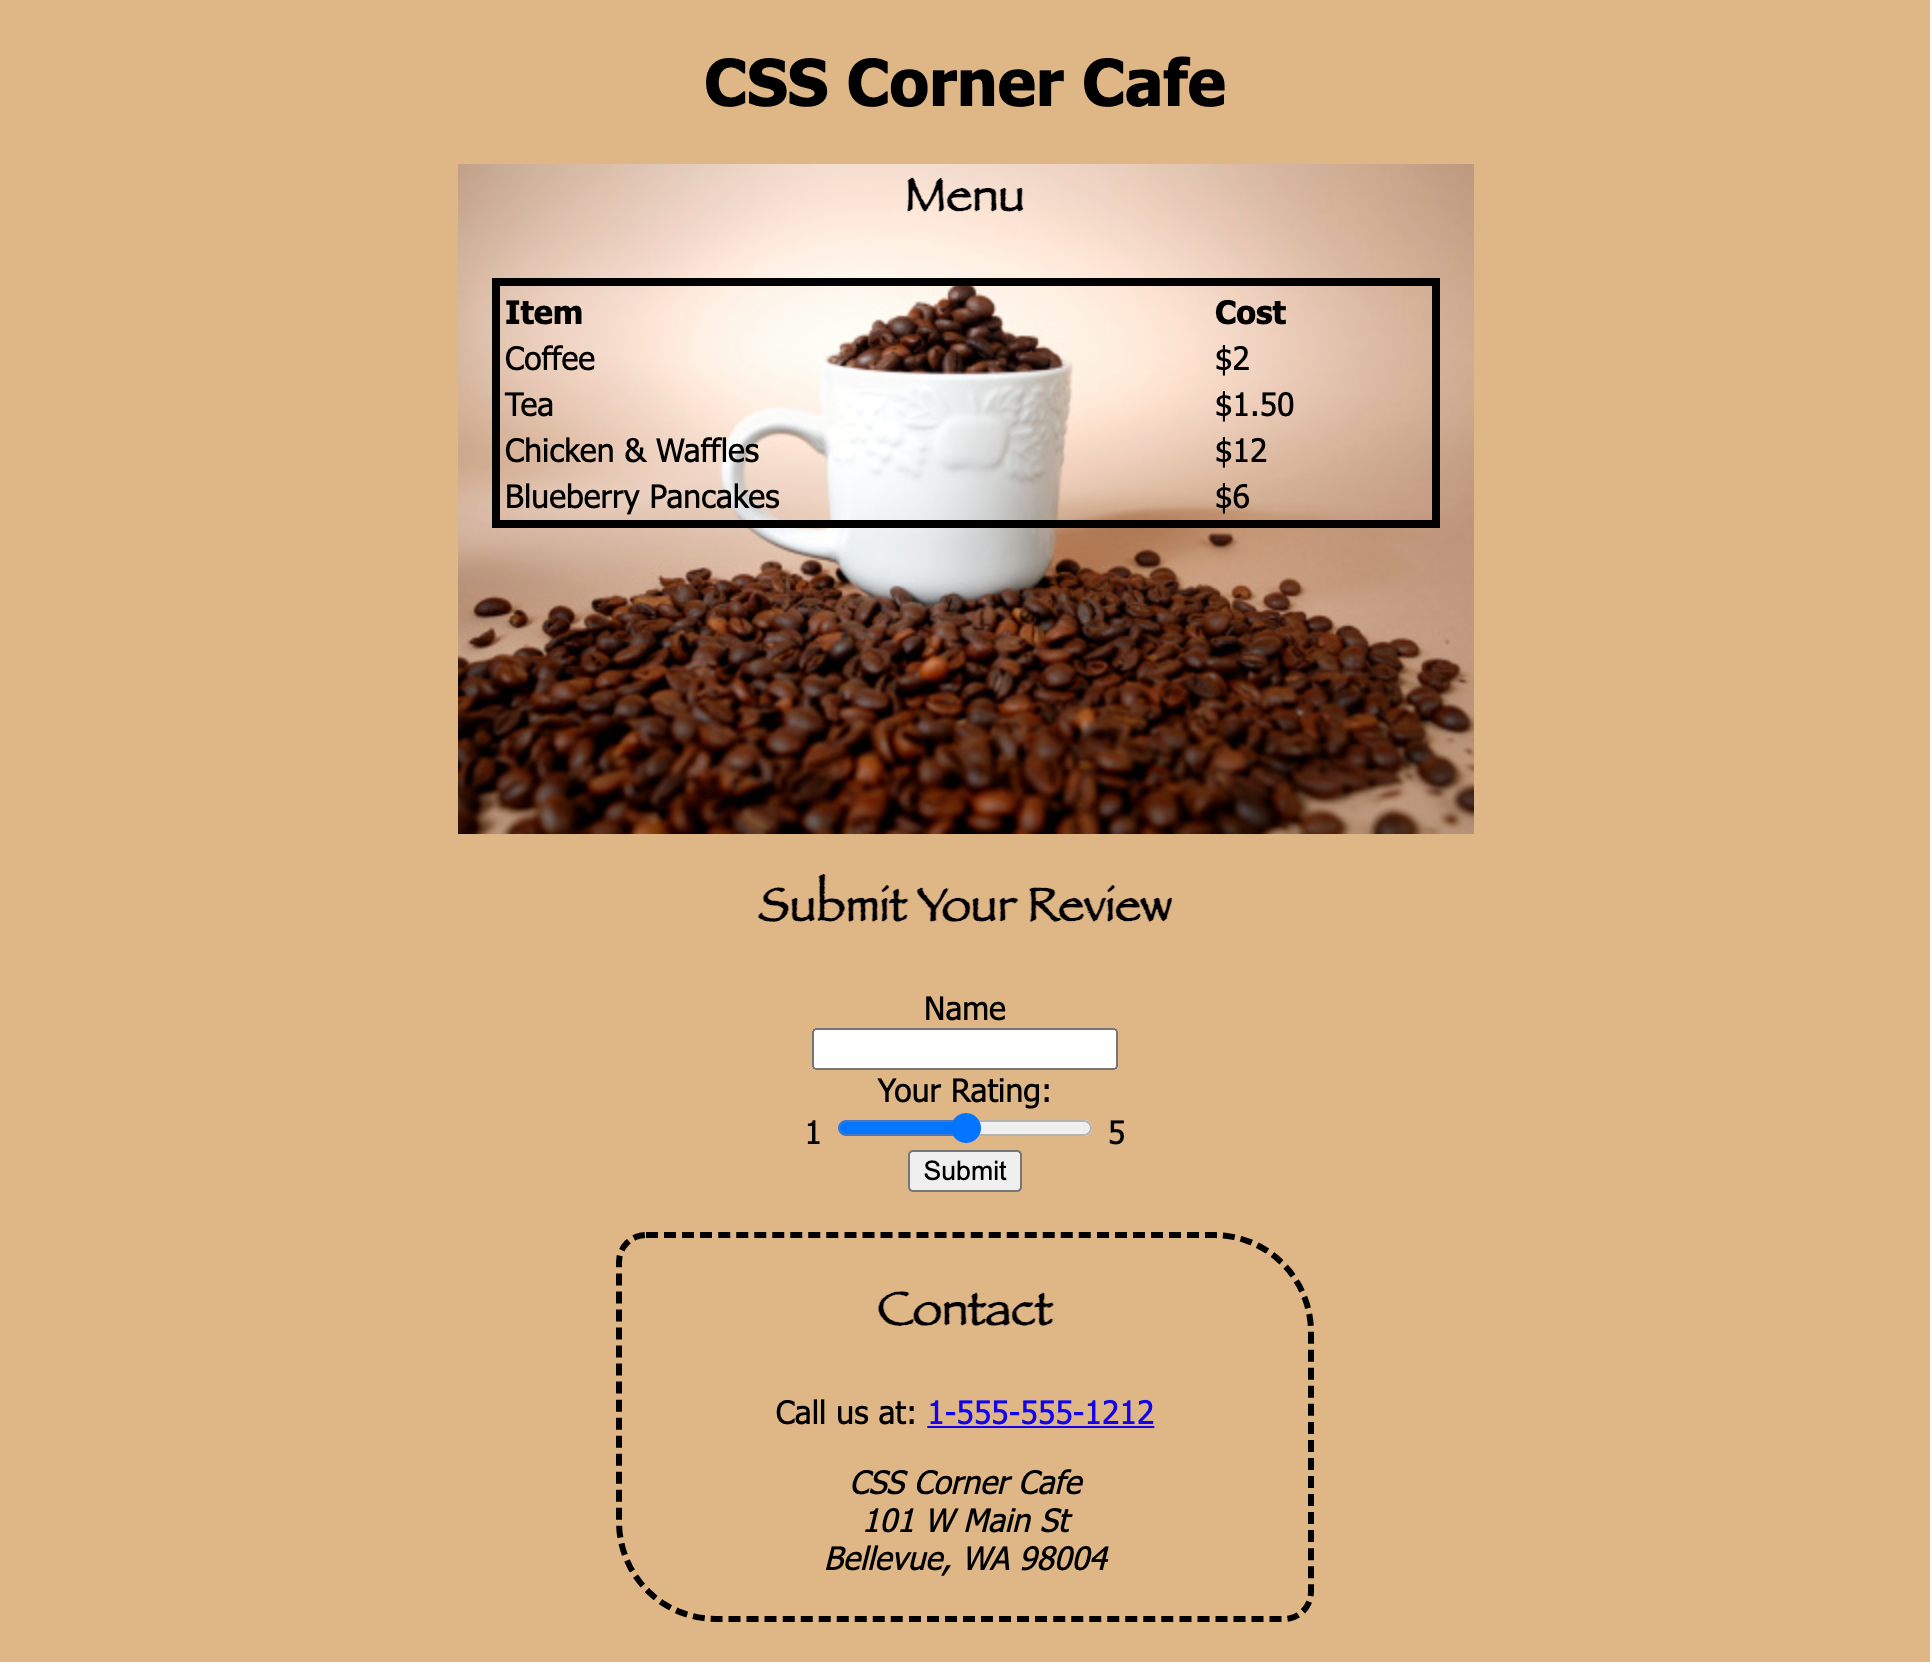 CSS Corner Cafe
Menu
Item Cost
Coffee $2
Tea $1.50
Chicken & Waffles $12
Blueberry Pancakes $6
Submit Your Review
Name
Your Rating:
1 5
Submit
Contact
Call us at: 1-555-555-1212
CSS Corner Cafe
101 W Main St
Bellevue, WA 98004